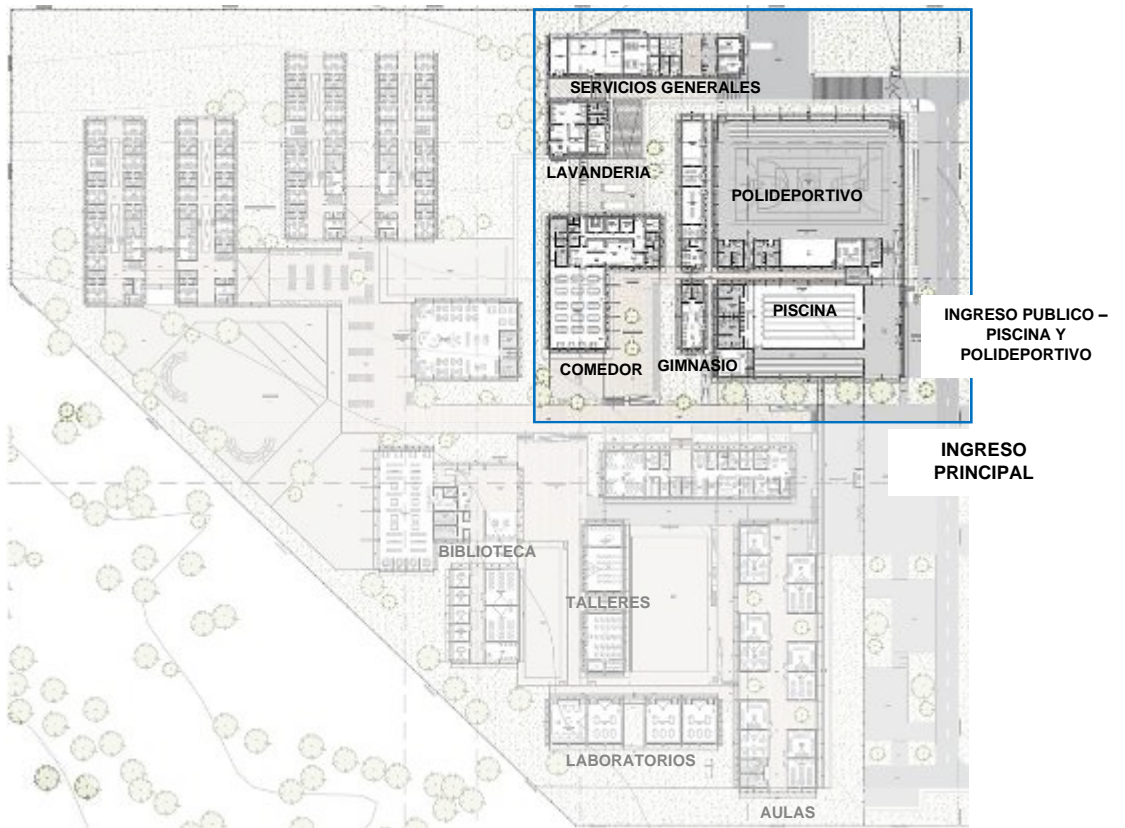 SERVICIOS GENERALES
LAVANDERIA
POLIDEPORTIVO
PISCINA
INGRESO PUBLICO –
PISCINA Y
POLIDEPORTIVO
COMEDOR
GIMNASIO
INGRESO
PRINCIPAL
BIBLIOTECA
TALLERES
LABORATORIOS
AULAS